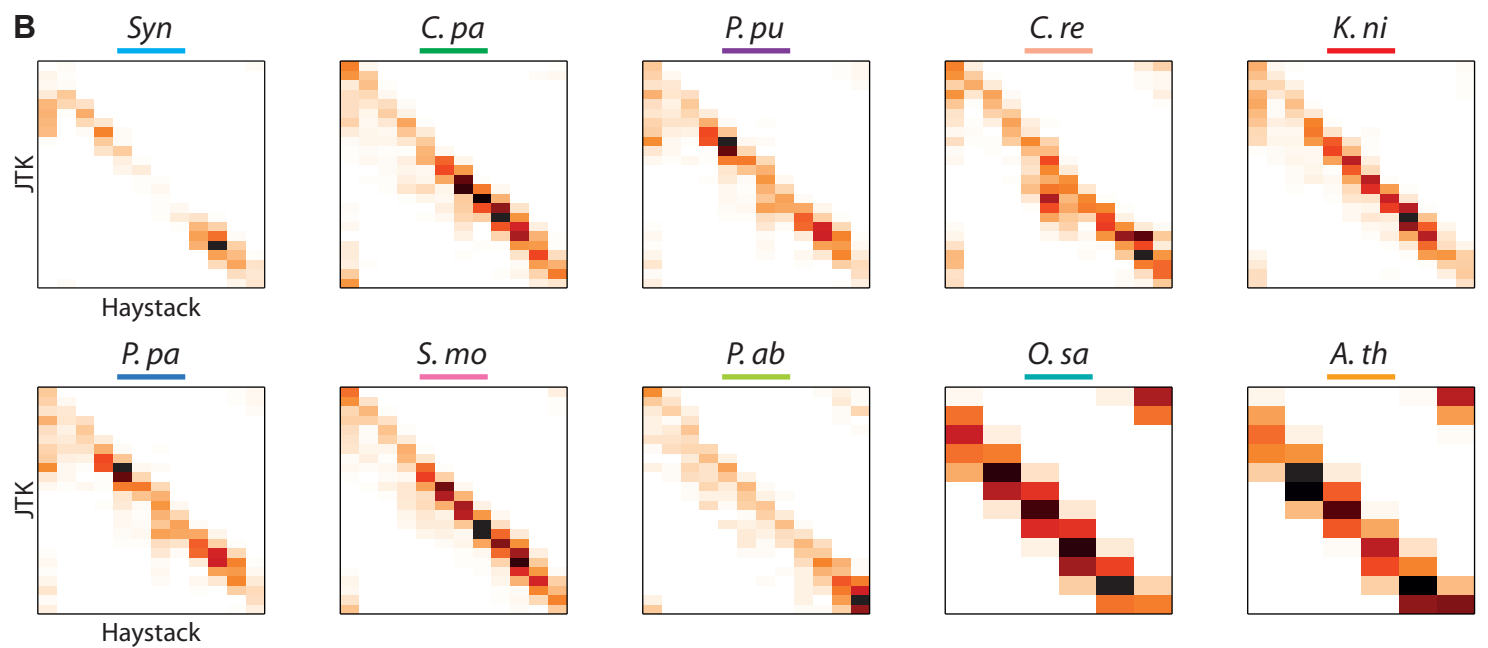 B
Syn
C. pa
P. pu
C. re
K. ni
JTK
Haystack
P. pa
S. mo
P. ab
O. sa
A. th
JTK
Haystack